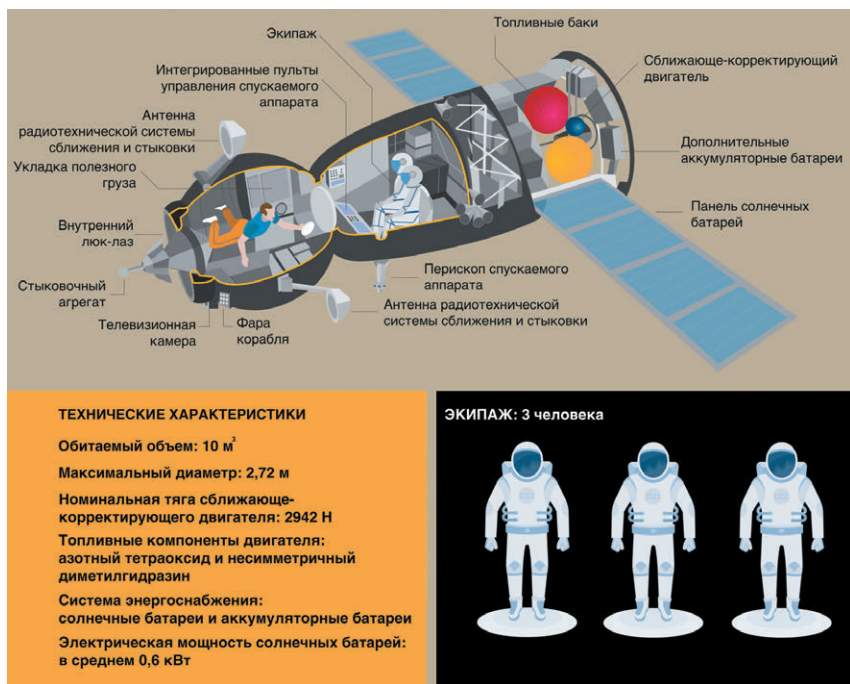 Экипаж
Топливные баки
Интегрированные пульты
управления спускаемого
аппарата
Сближающе-корректирующий
двигатель
Антенна
радиотехнической системы
сближения и стыковки
Дополнительные
аккумуляторные батареи
Укладка полезного
груза
Панель солнечных
батарей
Внутренний
люк-лаз
Стыковочный
агрегат
Перископ спускаемого
аппарата
Антенна радиотехнической
системы сближения и стыковки
Телевизионная
камера
Фара
корабля
ТЕХНИЧЕСКИЕ ХАРАКТЕРИСТИКИ
Обитаемый объем: 10 м³
Максимальный диаметр: 2,72 м
Номинальная тяга сближающе-
корректирующего двигателя: 2942 Н
Топливные компоненты двигателя:
азотный тетраоксид и несимметричный
диметилгидразин
Система энергоснабжения:
солнечные батареи и аккумуляторные батареи
Электрическая мощность солнечных батарей:
в среднем 0,6 кВт
ЭКИПАЖ: 3 человека